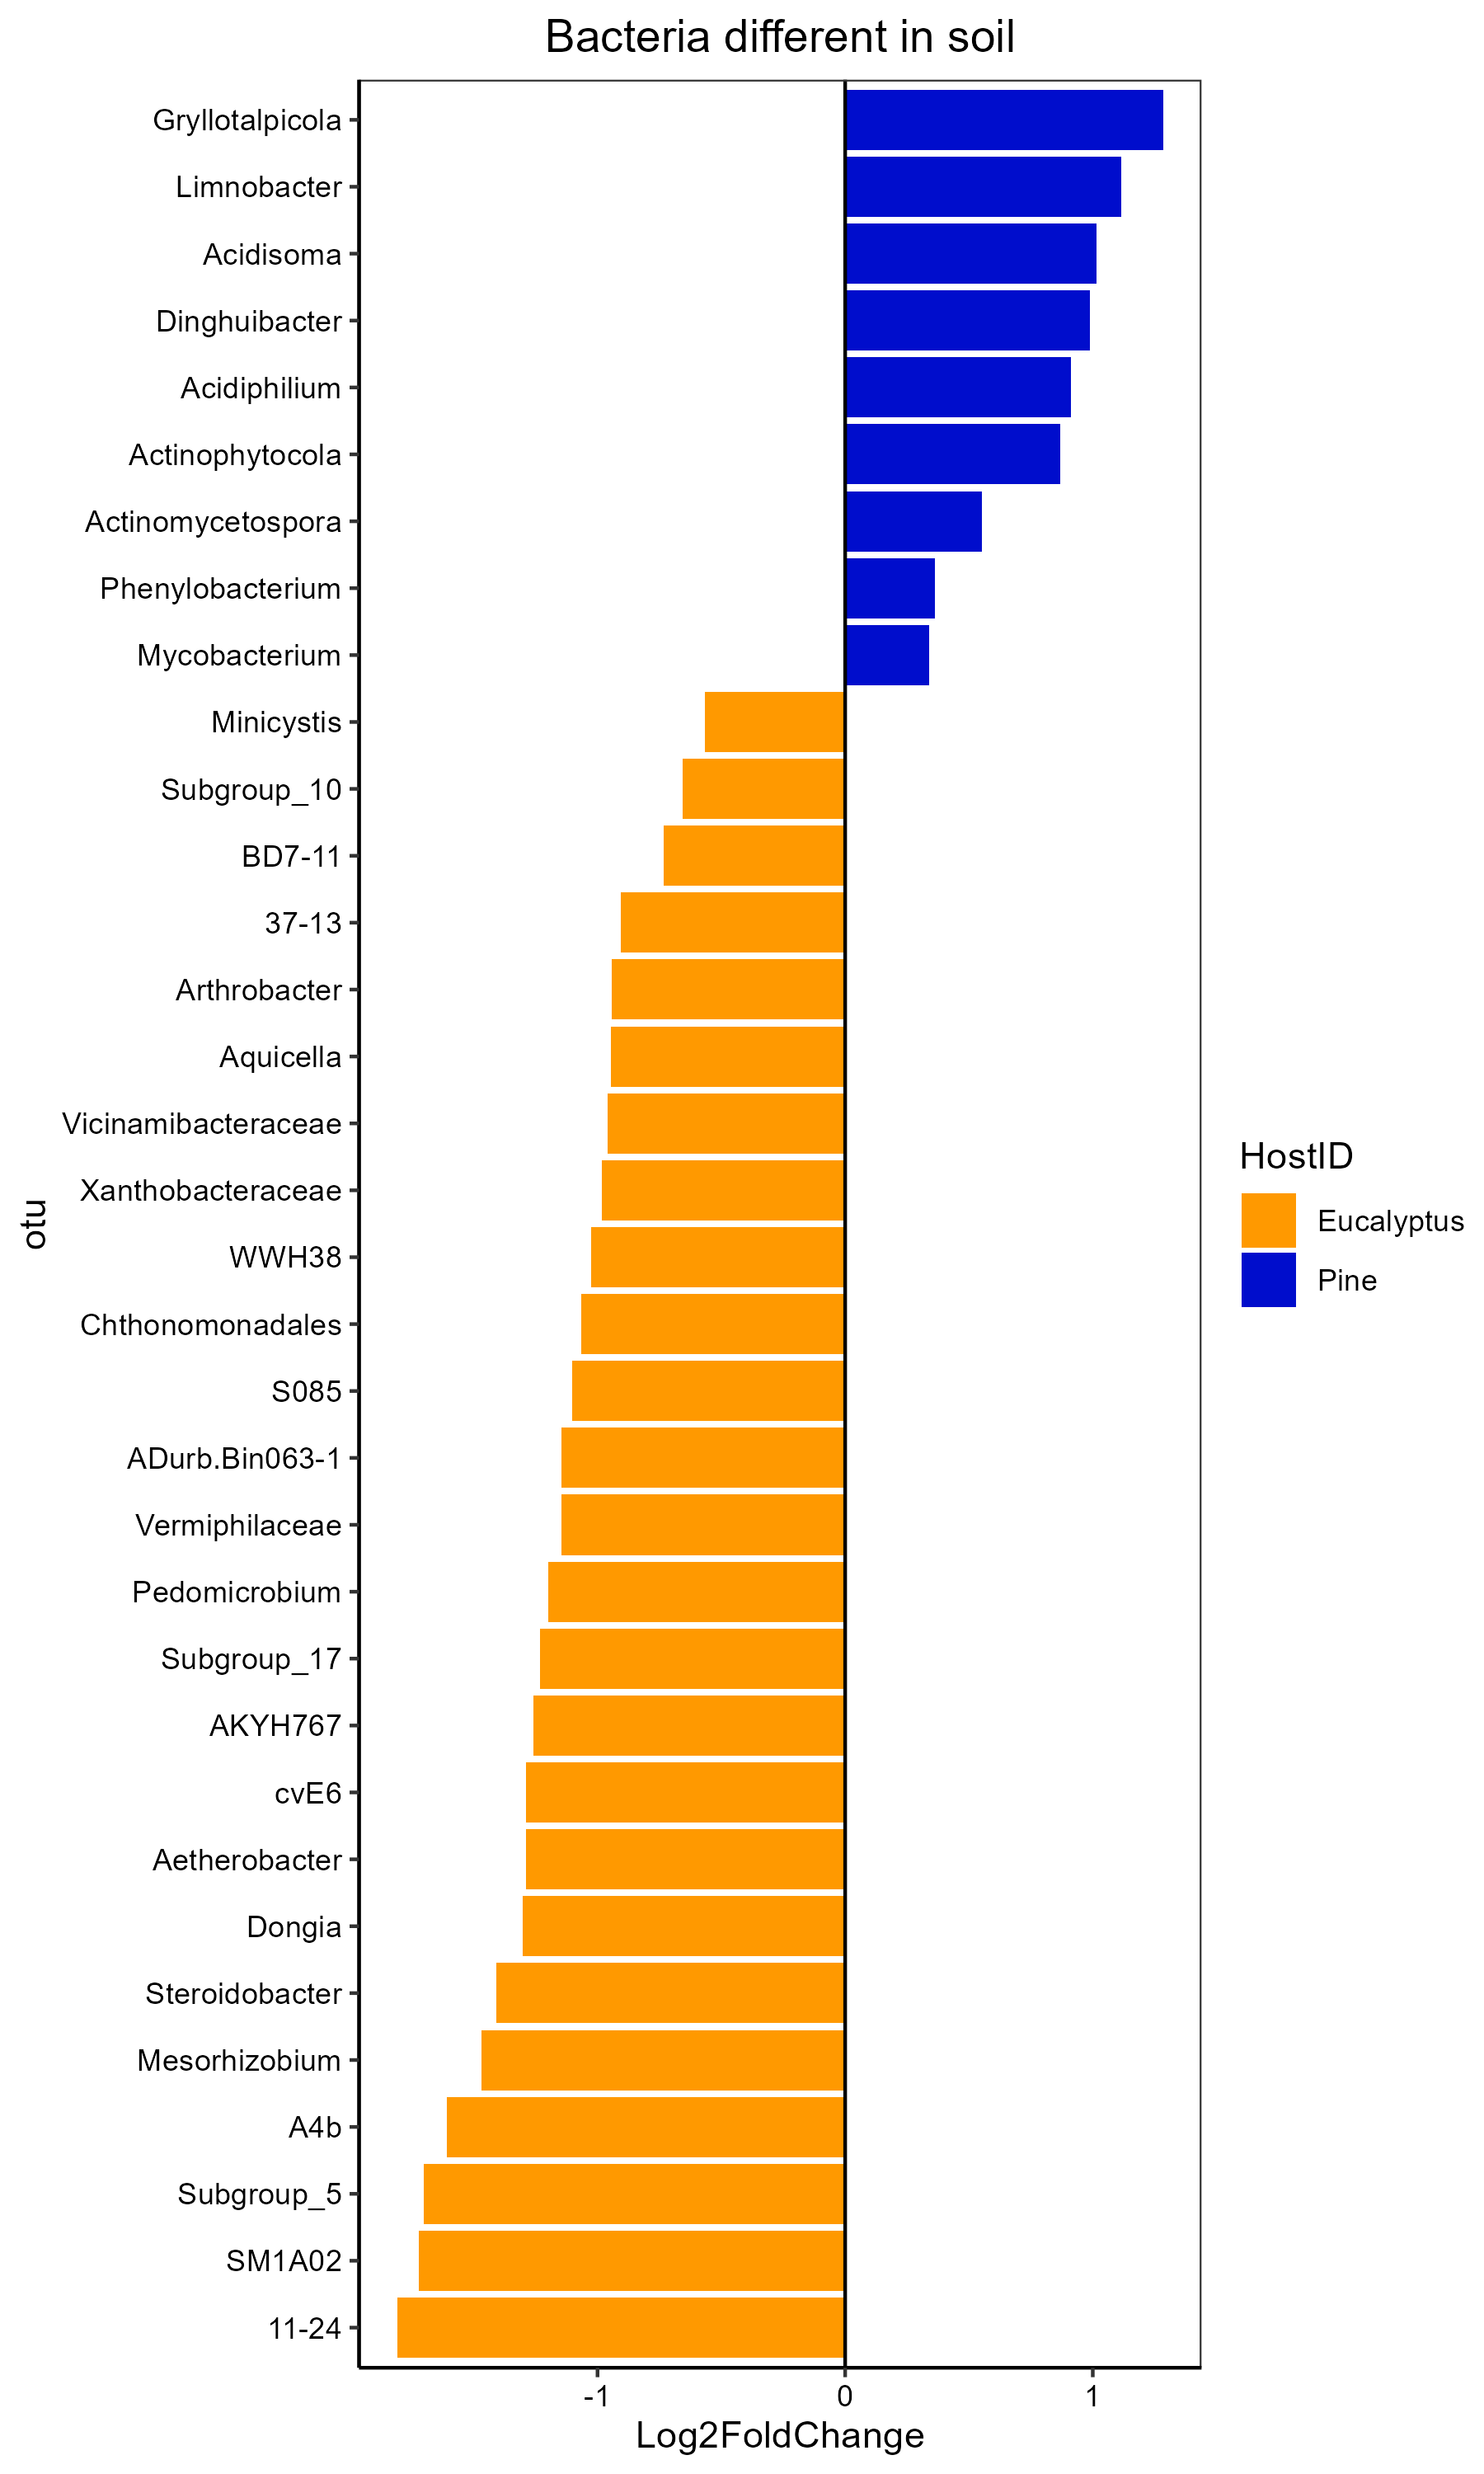 Bacteria different in soil
Gryllotalpicola
Limnobacter
Acidisoma
Dinghuibacter
Acidiphilium
Actinophytocola
Actinomycetospora
Phenylobacterium
Mycobacterium
Minicystis
Subgroup_10
BD7-11
37-13
Arthrobacter
Aquicella
Vicinamibacteraceae
Xanthobacteraceae
WWH38
Chthonomonadales
S085
ADurb.Bin063-1
Vermiphilaceae
Pedomicrobium
Subgroup_17
AKYH767
cvE6
Aetherobacter
Dongia
Steroidobacter
Mesorhizobium
A4b
Subgroup_5
SM1A02
11-24
otu
-1 0 1
Log2FoldChange
HostID
Eucalyptus
Pine